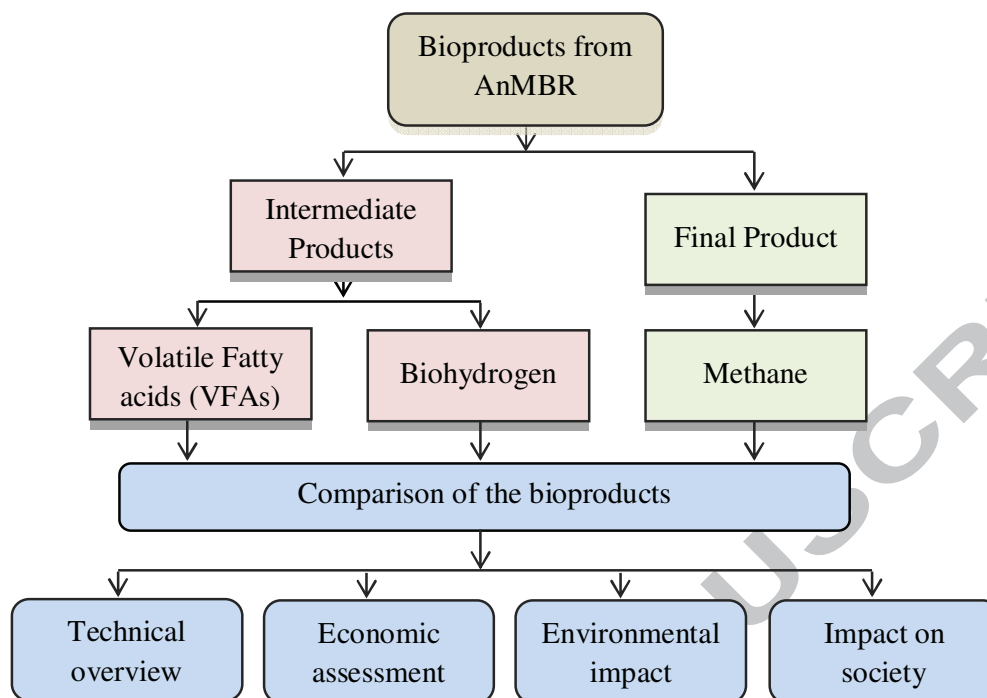 Bioproducts from
AnMBR
Intermediate
Products
Final Product
Volatile Fatty
acids (VFAs)
Biohydrogen
Methane
Comparison of the bioproducts
Technical
overview
Economic
assessment
Environmental
impact
Impact on
society